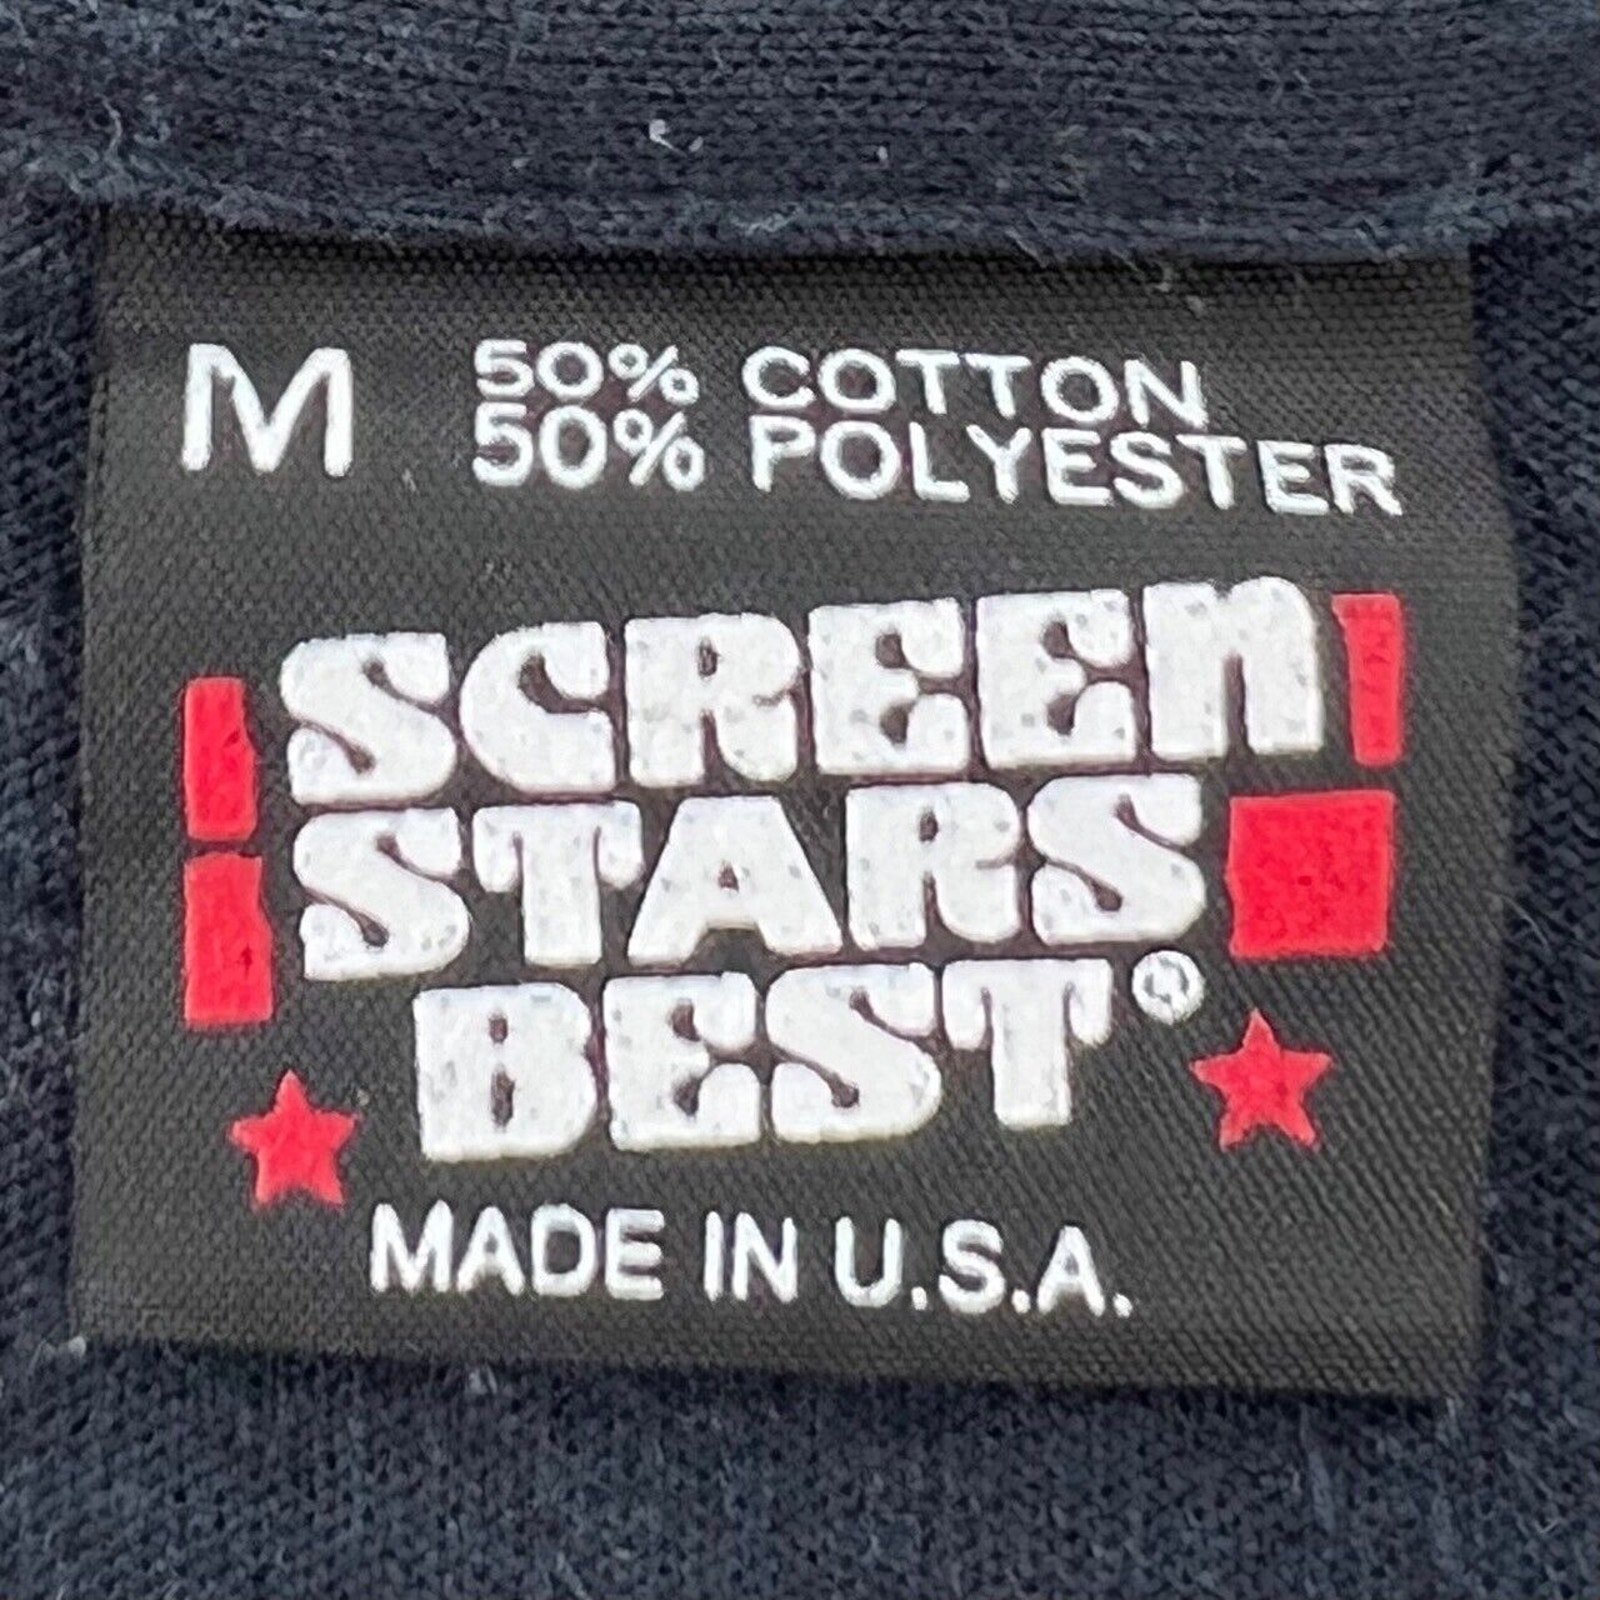 M 50% COTTON
50% POLYESTER
SCREEN
STARS
BEST®
MADE IN U.S.A.